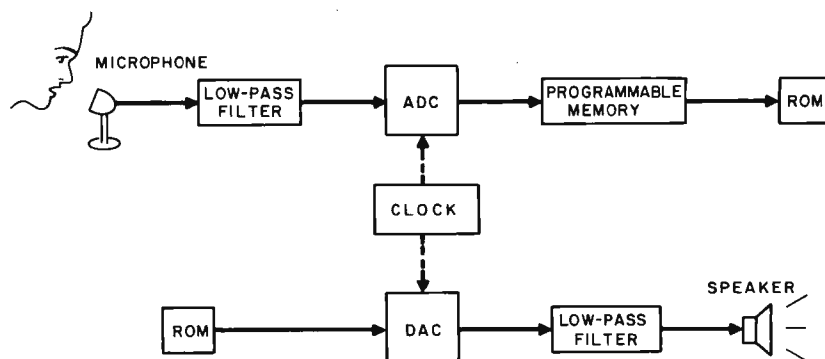 MICROPHONE
LOW-PASS
FILTER
ADC
PROGRAMMABLE
MEMORY
ROM
CLOCK
ROM
DAC
LOW-PASS
FILTER
SPEAKER